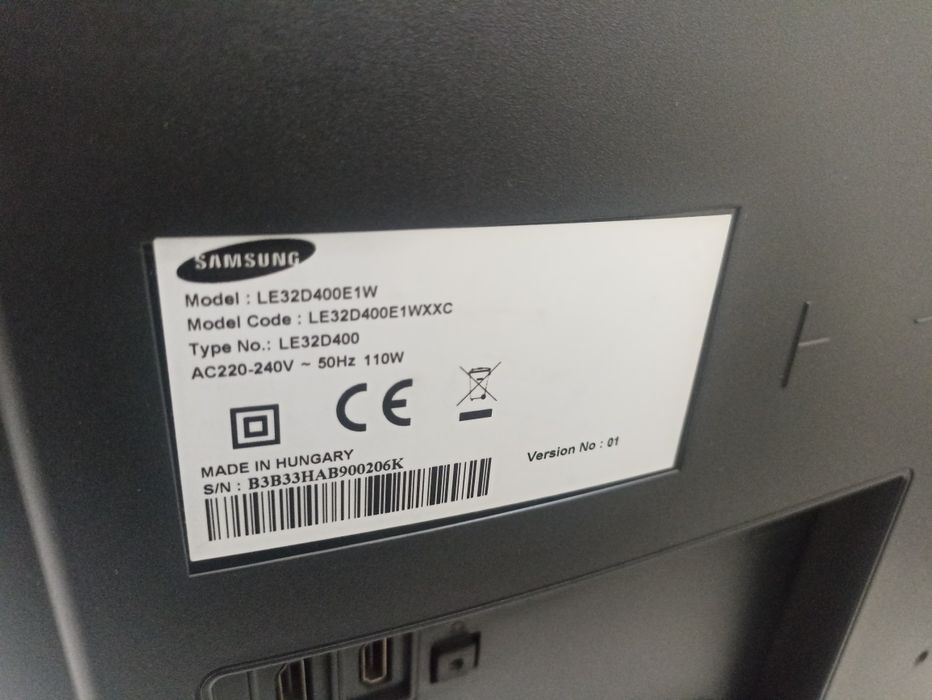 SAMSUNG
Model : LE32D400E1W
Model Code : LE32D400E1WXXC
Type No.: LE32D400
AC220-240V ~ 50Hz 110W
CE
MADE IN HUNGARY
S/N : B3B33HAB900206K
Version No : 01